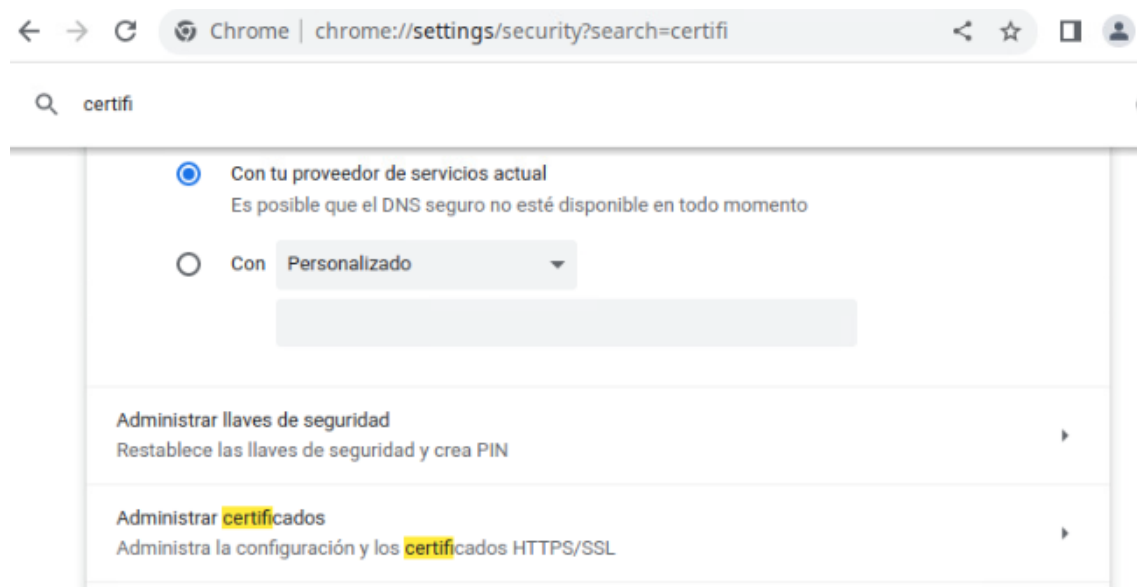 Chrome | chrome://settings/security?search=certifi
certifi
Con tu proveedor de servicios actual
Es posible que el DNS seguro no esté disponible en todo momento
Con Personalizado
Administrar llaves de seguridad
Restablece las llaves de seguridad y crea PIN
Administrar certificados
Administra la configuración y los certificados HTTPS/SSL